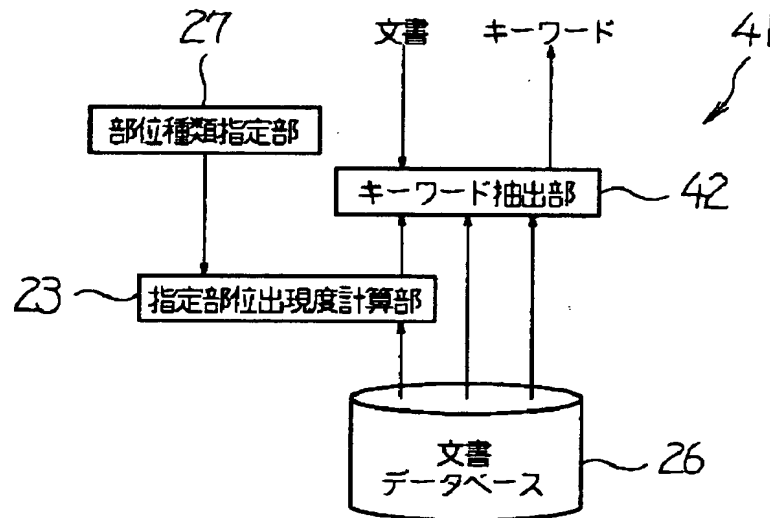 27
文書 キーワード
41
部位種類指定部
キーワード抽出部
42
23
指定部位出現度計算部
文書
データベース
26